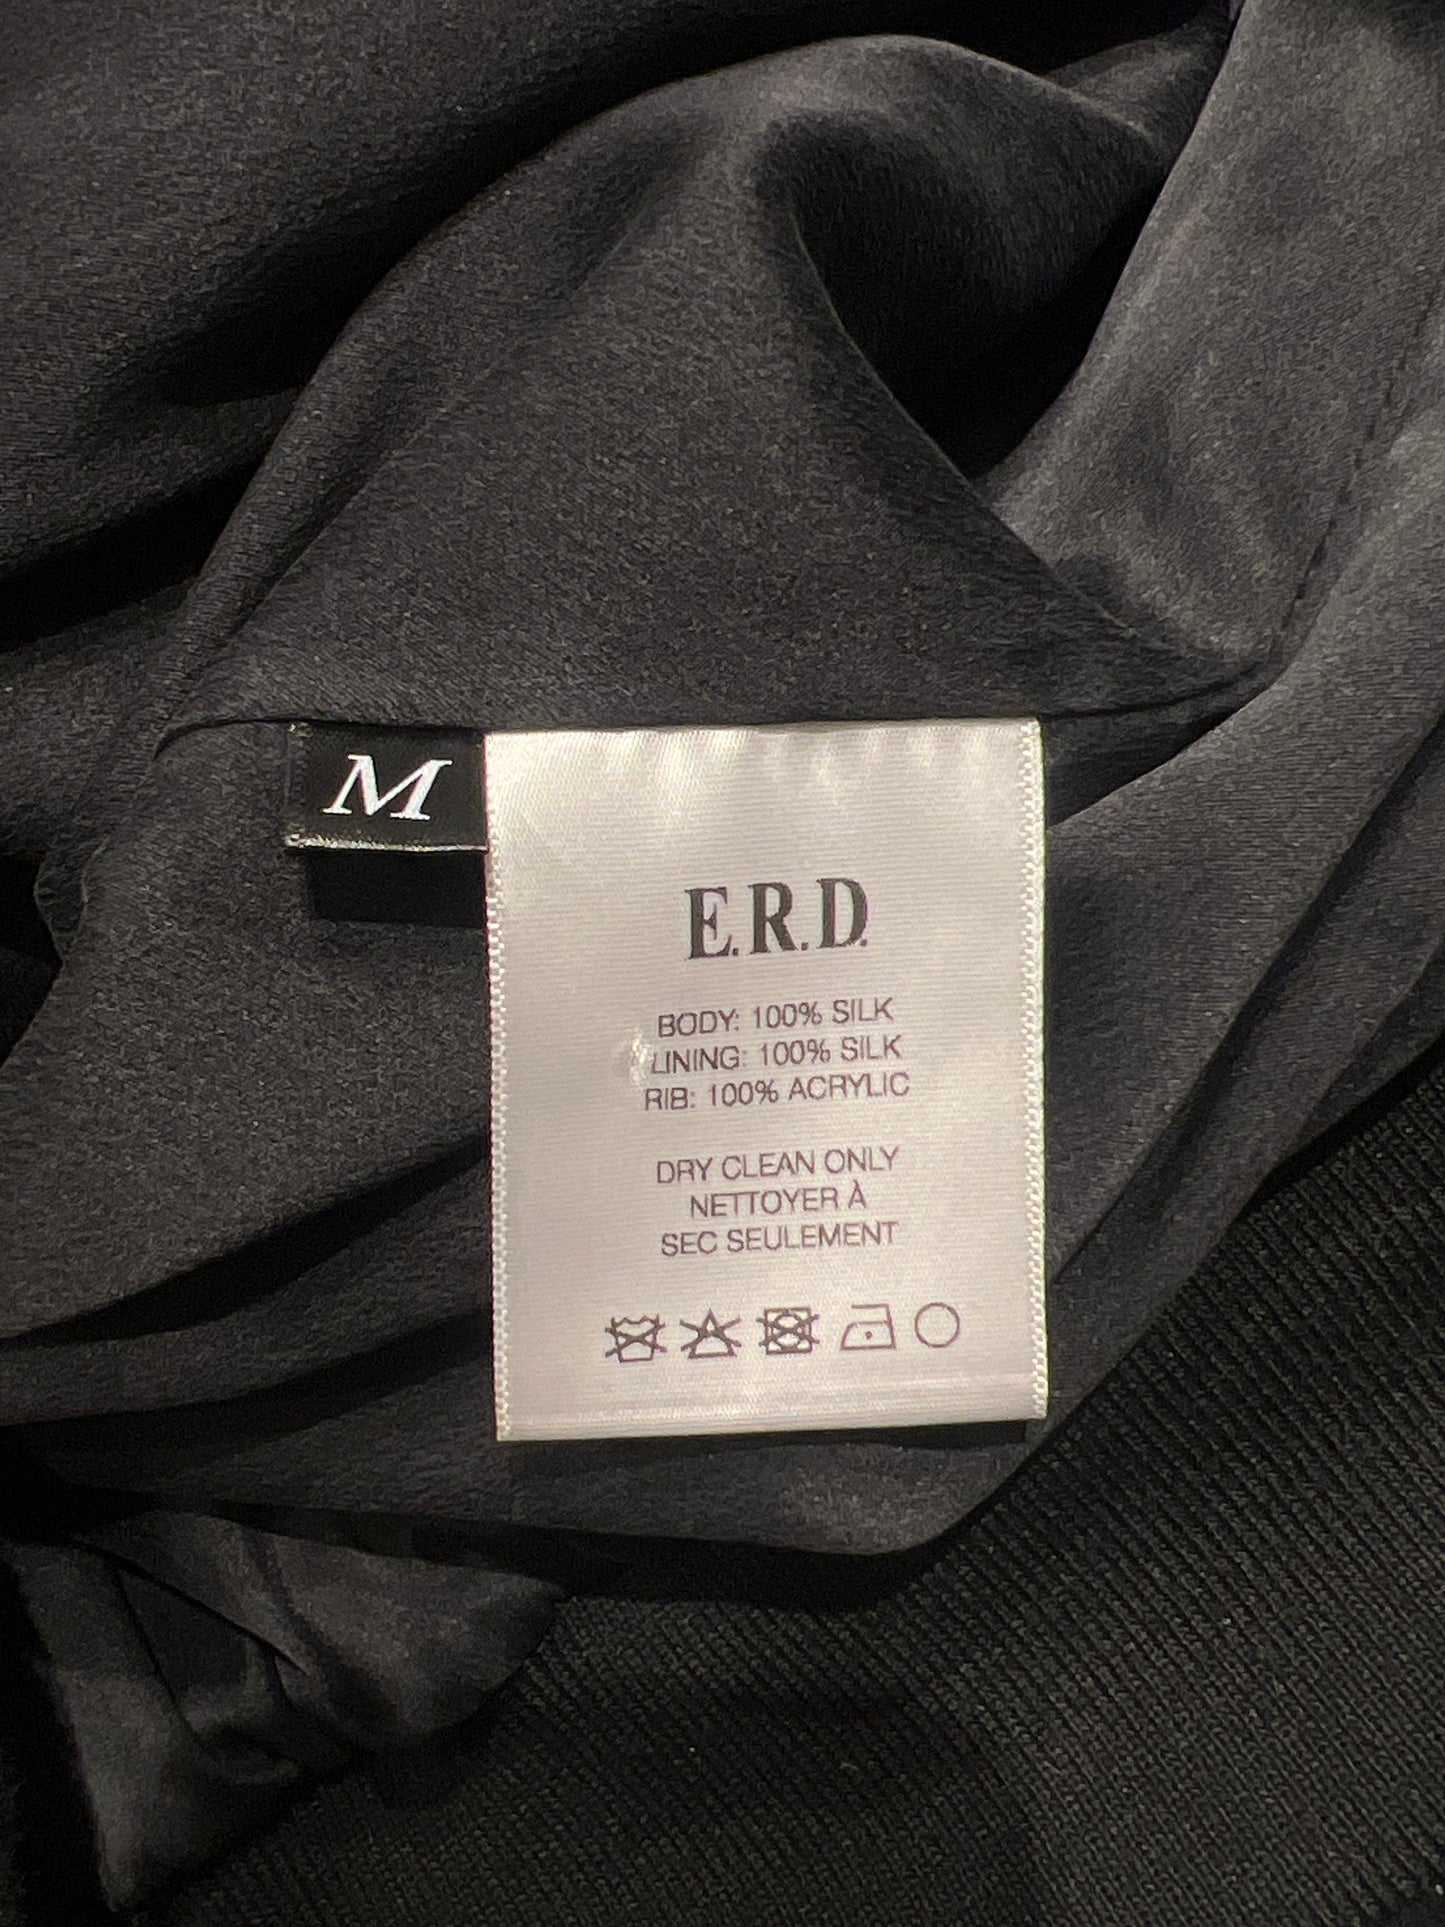 M
E.R.D.
BODY: 100% SILK
LINING: 100% SILK
RIB: 100% ACRYLIC
DRY CLEAN ONLY
NETTOYER À
SEC SEULEMENT